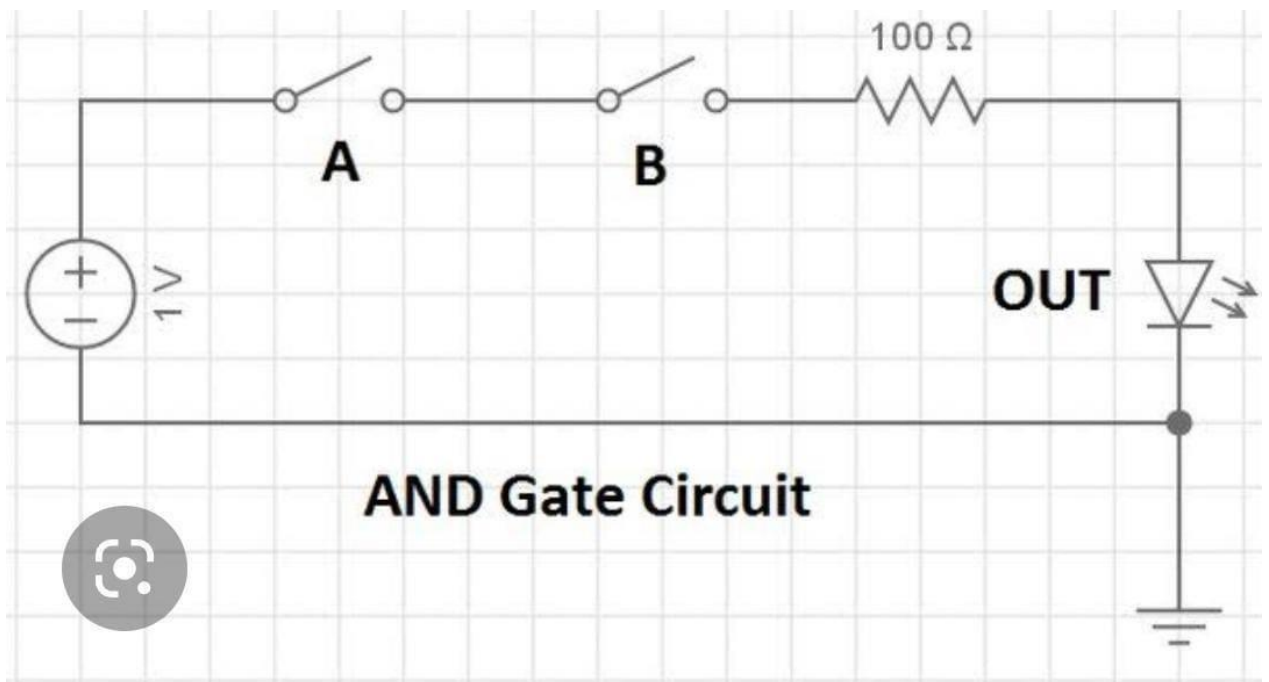 100 Ω
A
B
+
−
1 V
OUT
AND Gate Circuit